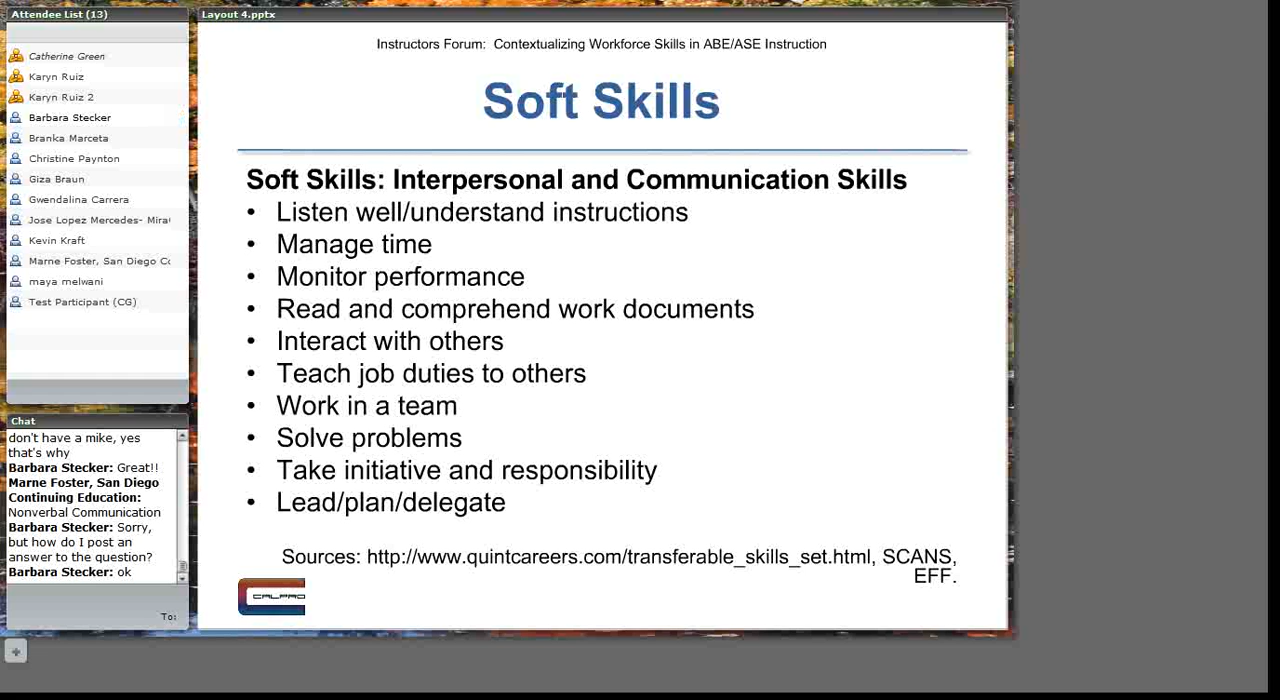 Attendee List (13)
Catherine Green
Karyn Ruiz
Karyn Ruiz 2
Barbara Stecker
Branka Marceta
Christine Paynton
Giza Braun
Gwendalina Carrera
Jose Lopez Mercedes- Mira
Kevin Kraft
Marne Foster, San Diego Co
maya melwani
Test Participant (CG)
Chat
don't have a mike, yes
that's why
Barbara Stecker: Great!!
Marne Foster, San Diego
Continuing Education:
Nonverbal Communication
Barbara Stecker: Sorry,
but how do I post an
answer to the question?
Barbara Stecker: ok
To:
Layout 4.pptx
Instructors Forum: Contextualizing Workforce Skills in ABE/ASE Instruction
Soft Skills
Soft Skills: Interpersonal and Communication Skills
• Listen well/understand instructions
• Manage time
• Monitor performance
• Read and comprehend work documents
• Interact with others
• Teach job duties to others
• Work in a team
• Solve problems
• Take initiative and responsibility
• Lead/plan/delegate
Sources: http://www.quintcareers.com/transferable_skills_set.html, SCANS,
EFF.
CALPRO